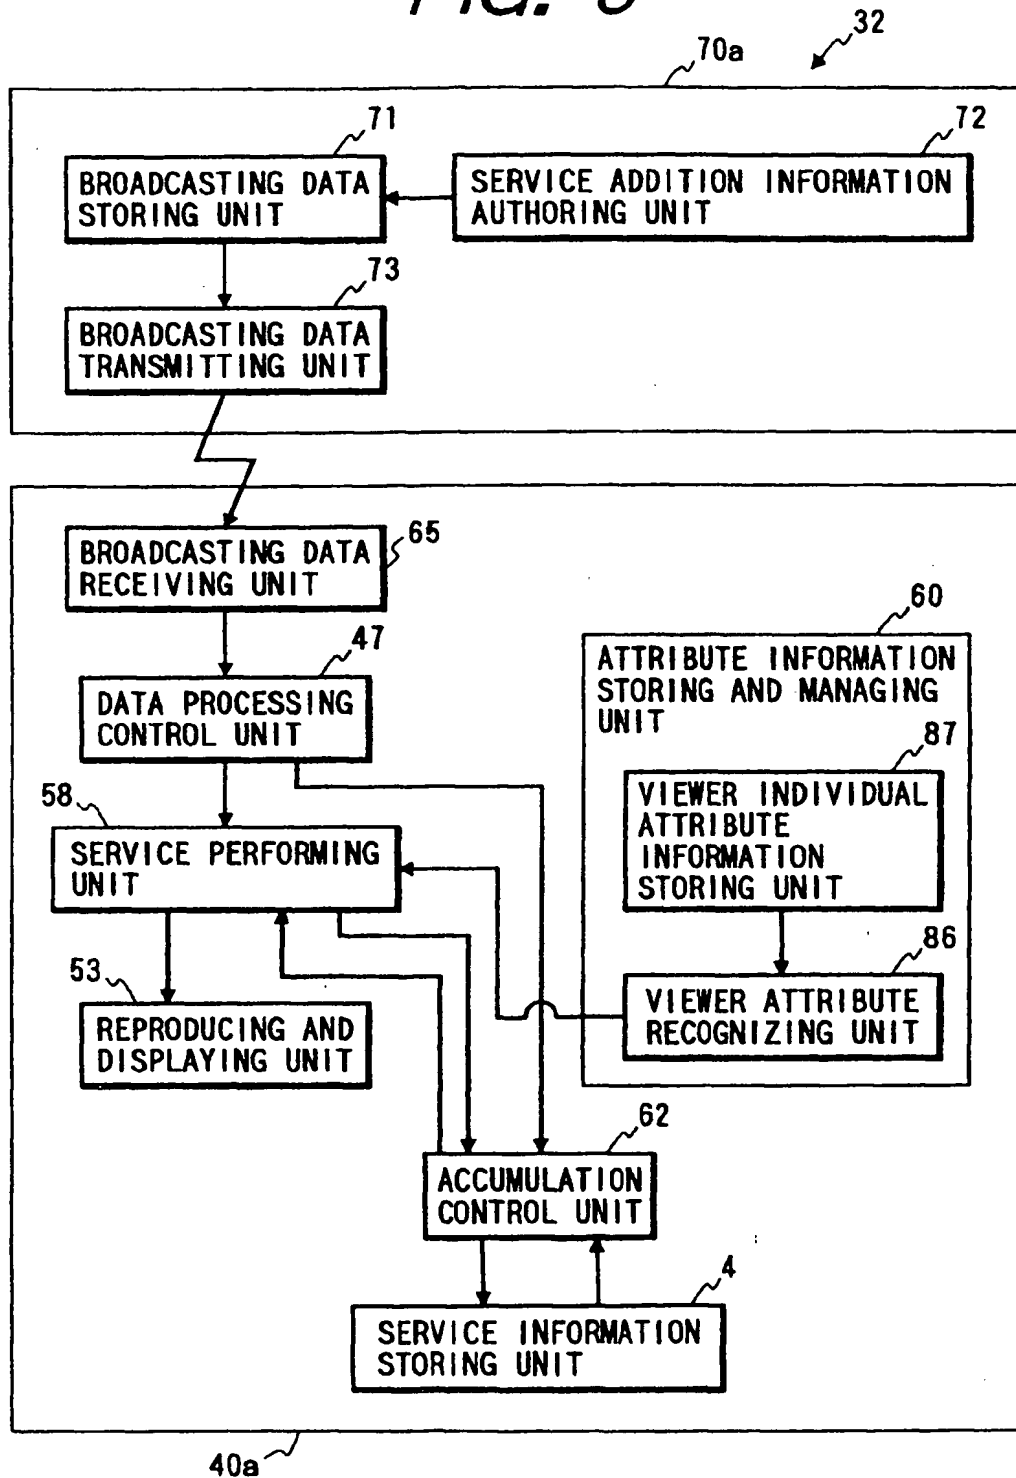 32
70a
71
BROADCASTING DATA
STORING UNIT
72
SERVICE ADDITION INFORMATION
AUTHORING UNIT
73
BROADCASTING DATA
TRANSMITTING UNIT
65
BROADCASTING DATA
RECEIVING UNIT
47
DATA PROCESSING
CONTROL UNIT
60
ATTRIBUTE INFORMATION
STORING AND MANAGING
UNIT
87
VIEWER INDIVIDUAL
ATTRIBUTE
INFORMATION
STORING UNIT
58
SERVICE PERFORMING
UNIT
86
VIEWER ATTRIBUTE
RECOGNIZING UNIT
53
REPRODUCING AND
DISPLAYING UNIT
62
ACCUMULATION
CONTROL UNIT
4
SERVICE INFORMATION
STORING UNIT
40a